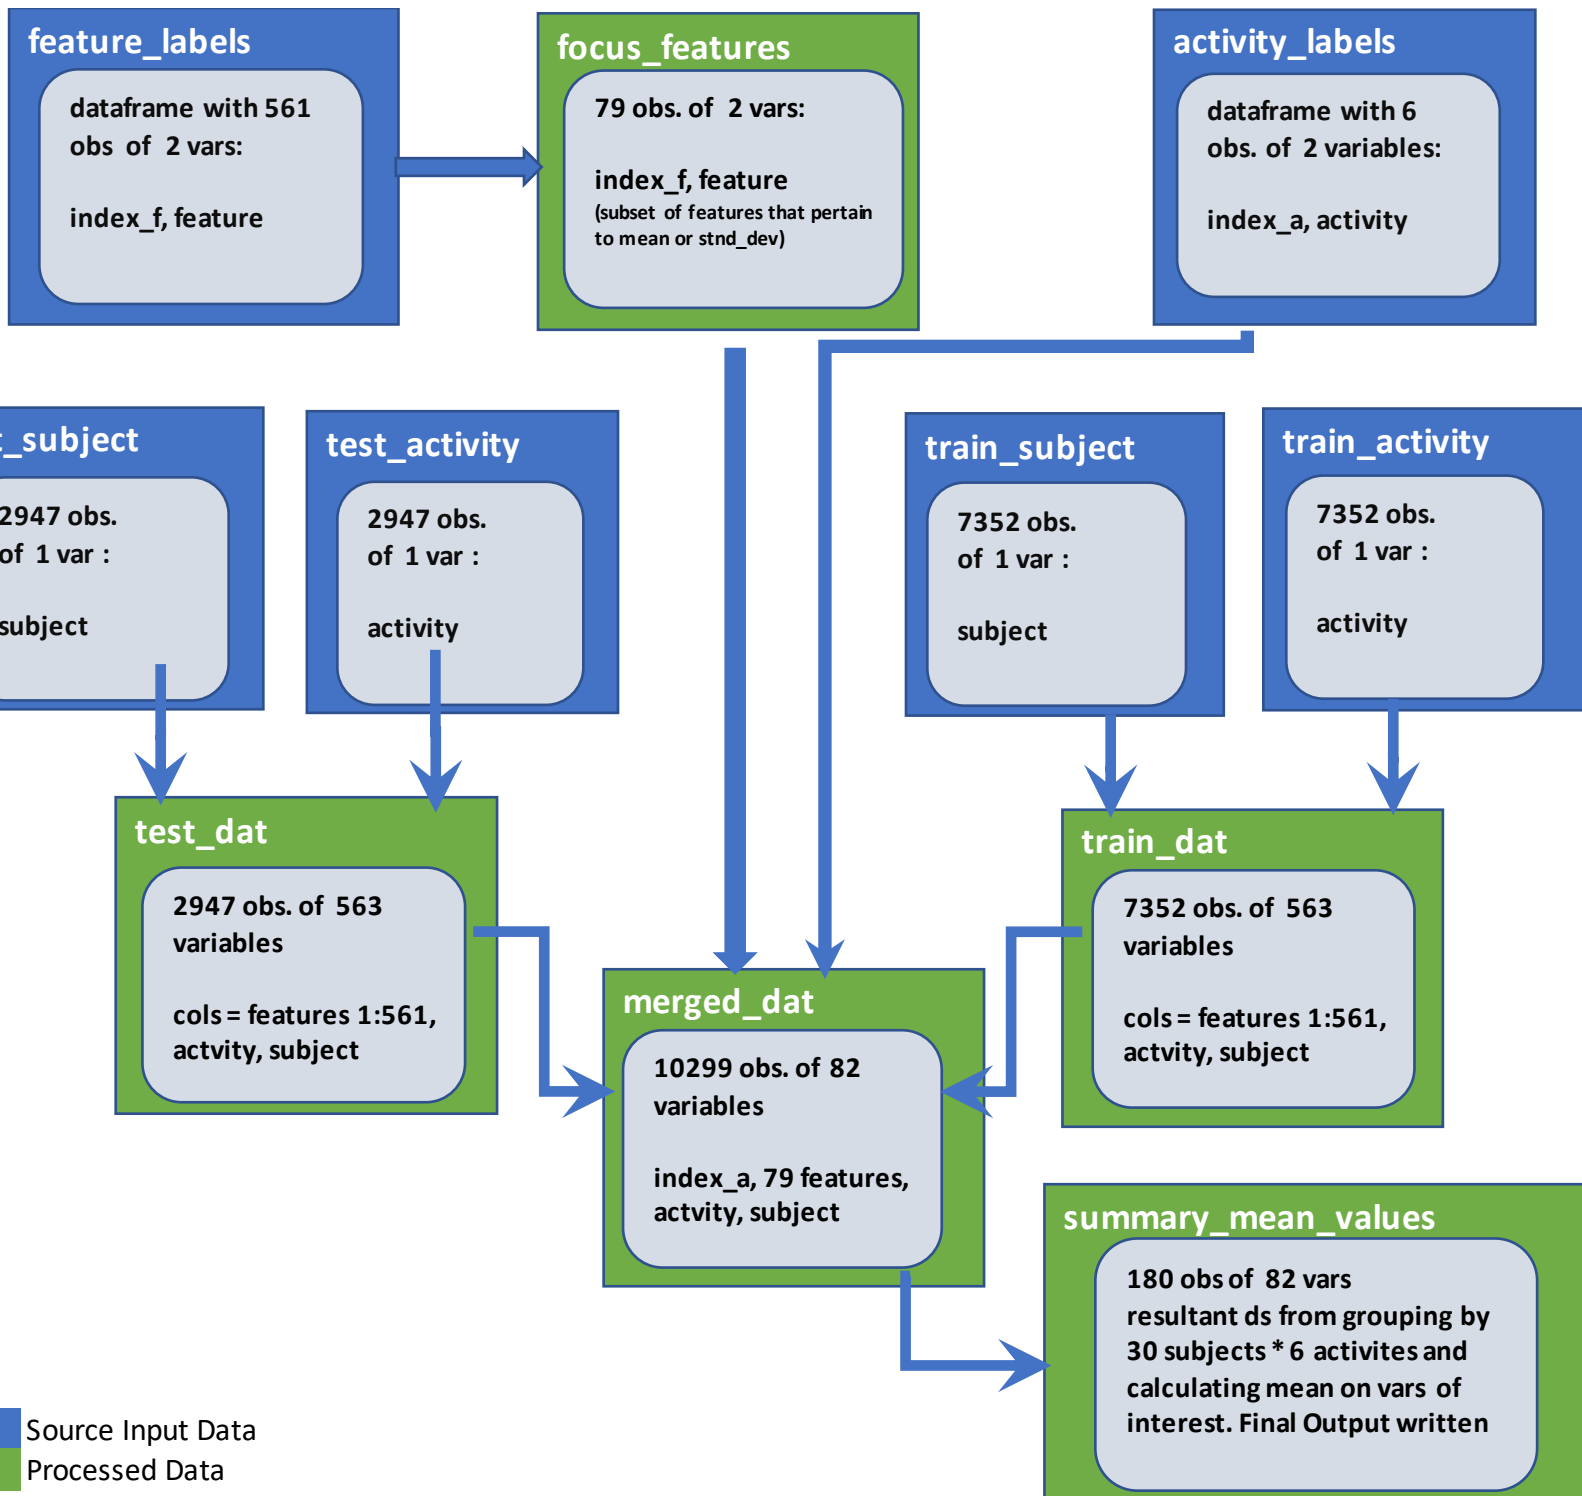 feature_labels
dataframe with 561
obs of 2 vars:
index_f, feature
focus_features
79 obs. of 2 vars:
index_f, feature
(subset of features that pertain
to mean or stnd_dev)
activity_labels
dataframe with 6
obs. of 2 variables:
index_a, activity
t_subject
2947 obs.
of 1 var :
subject
test_activity
2947 obs.
of 1 var :
activity
train_subject
7352 obs.
of 1 var :
subject
train_activity
7352 obs.
of 1 var :
activity
test_dat
2947 obs. of 563
variables
cols = features 1:561,
actvity, subject
train_dat
7352 obs. of 563
variables
cols = features 1:561,
actvity, subject
merged_dat
10299 obs. of 82
variables
index_a, 79 features,
actvity, subject
summary_mean_values
180 obs of 82 vars
resultant ds from grouping by
30 subjects * 6 activites and
calculating mean on vars of
interest. Final Output written
Source Input Data
Processed Data